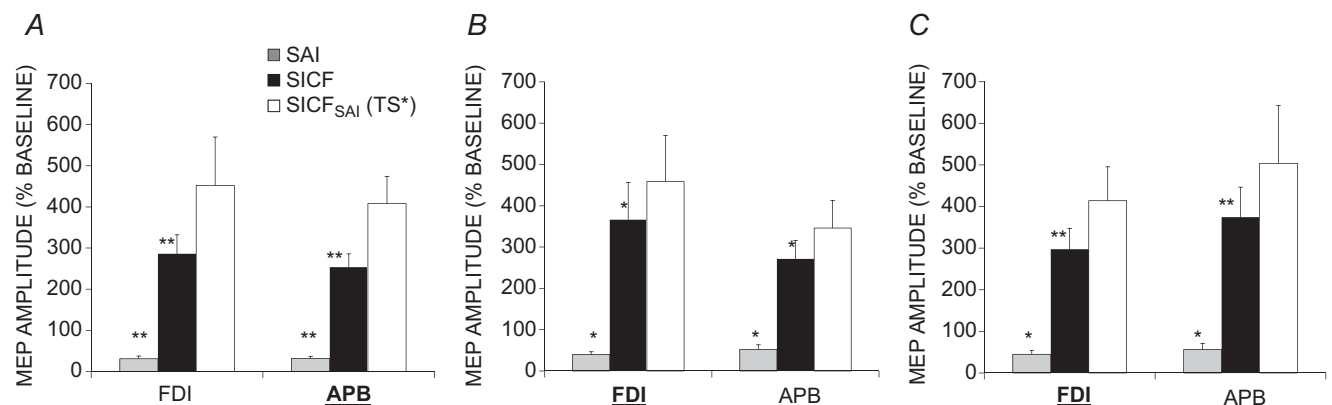 A
SAI
SICF
SICF_SAI (TS*)
MEP AMPLITUDE (% BASELINE)
700
600
500
400
300
200
100
0
** ** ** **
FDI APB
B
MEP AMPLITUDE (% BASELINE)
700
600
500
400
300
200
100
0
* * * *
FDI APB
C
MEP AMPLITUDE (% BASELINE)
700
600
500
400
300
200
100
0
* ** * **
FDI APB